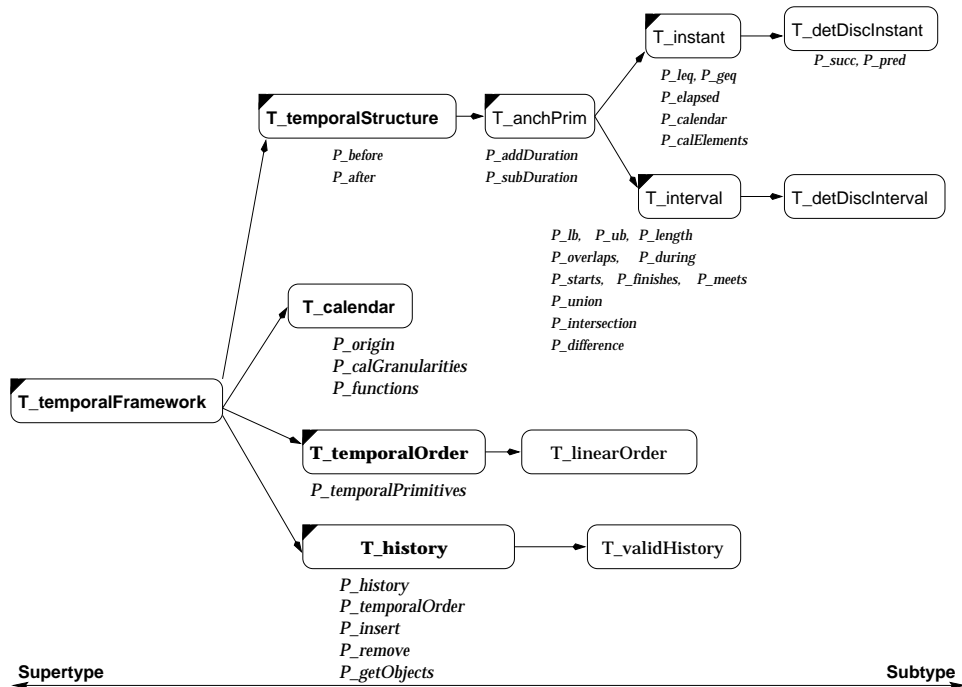 T_instant
T_detDiscInstant
P_succ, P_pred
P_leq, P_geq
P_elapsed
P_calendar
P_calElements
T_temporalStructure
T_anchPrim
P_before
P_after
P_addDuration
P_subDuration
T_interval
T_detDiscInterval
P_lb, P_ub, P_length
P_overlaps, P_during
P_starts, P_finishes, P_meets
P_union
P_intersection
P_difference
T_calendar
P_origin
P_calGranularities
P_functions
T_temporalFramework
T_temporalOrder
T_linearOrder
P_temporalPrimitives
T_history
T_validHistory
P_history
P_temporalOrder
P_insert
P_remove
P_getObjects
Supertype
Subtype